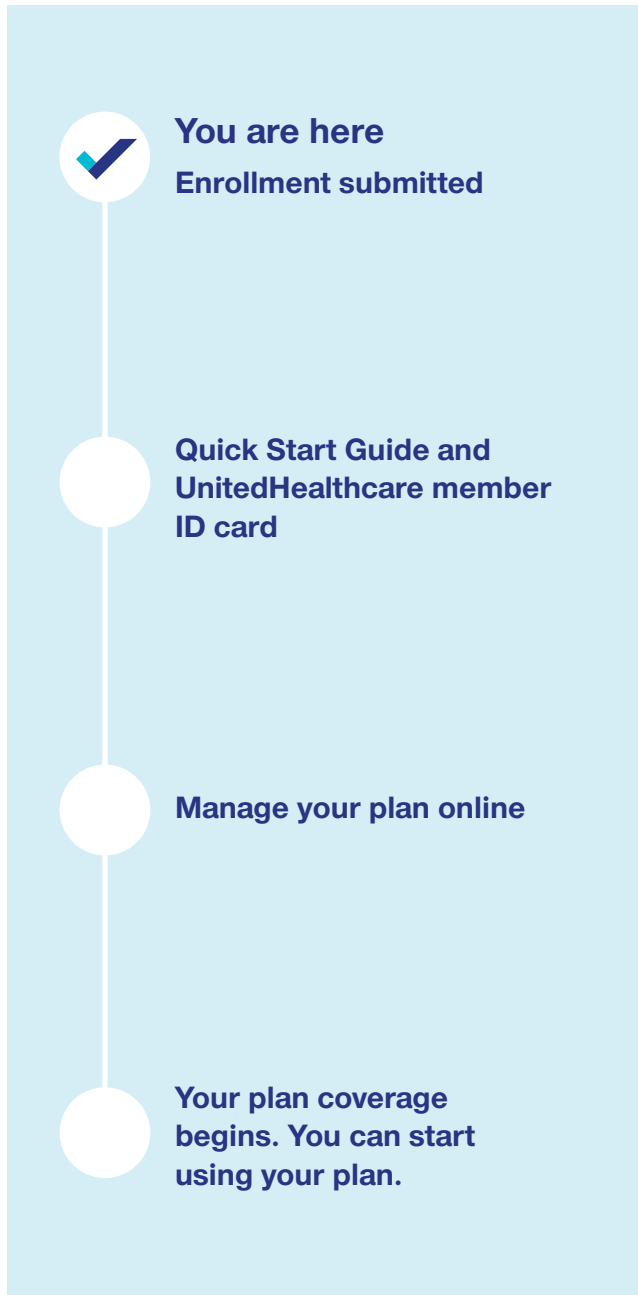 You are here
Enrollment submitted
Quick Start Guide and
UnitedHealthcare member
ID card
Manage your plan online
Your plan coverage
begins. You can start
using your plan.